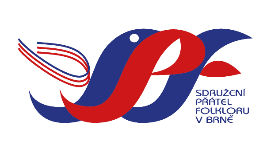 SDRUŽENÍ
PŘÁTEL
FOLKLORU
V BRNĚ